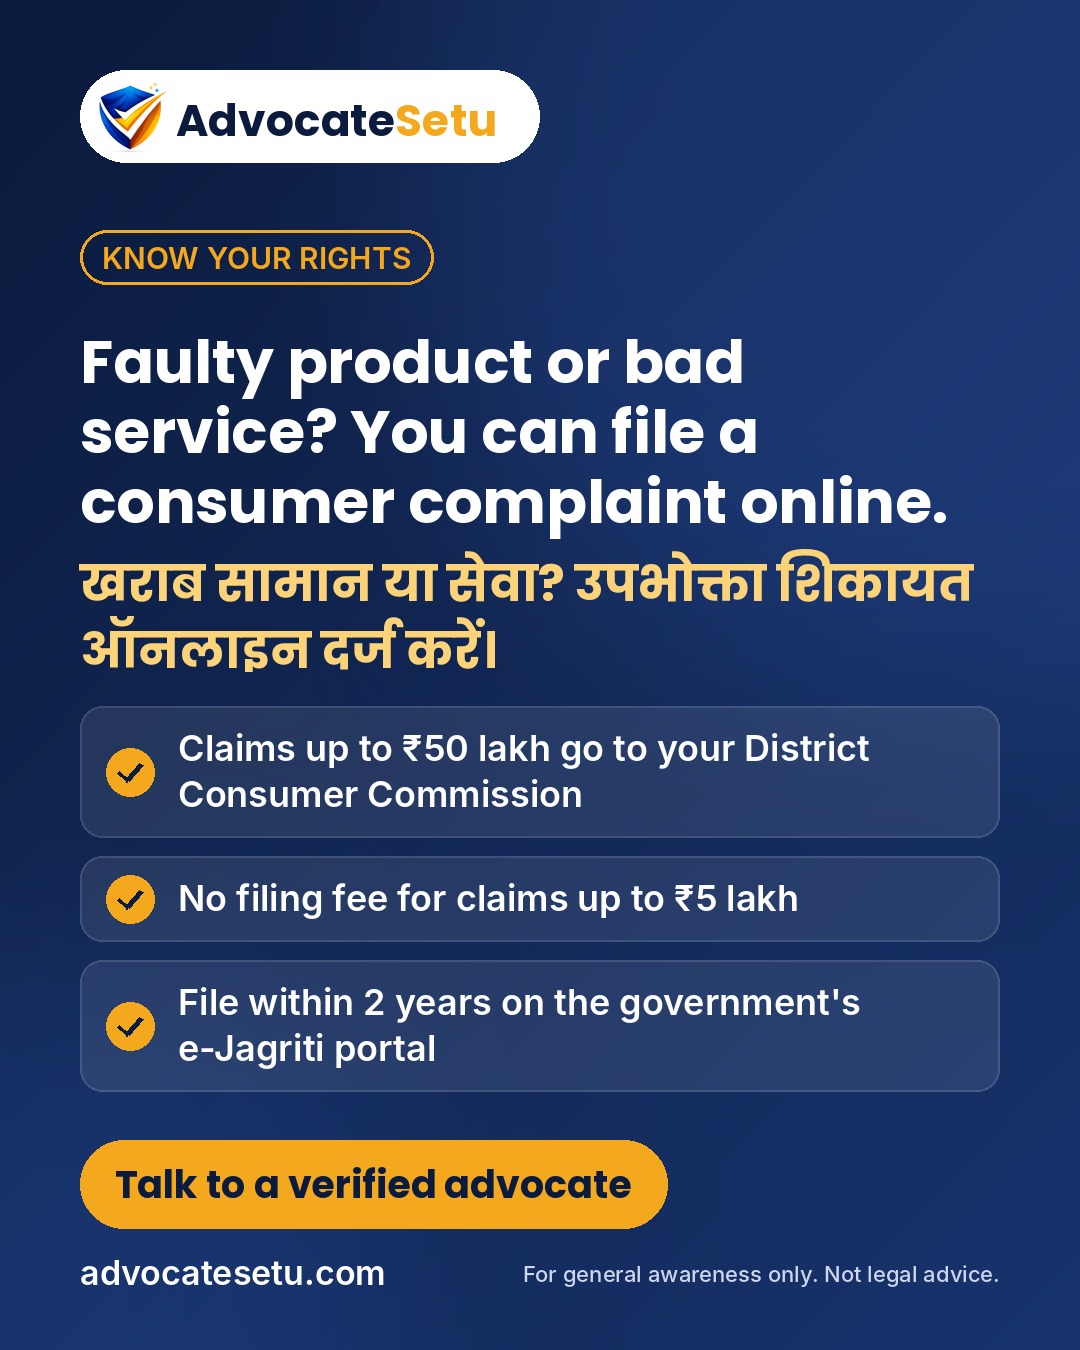 AdvocateSetu
KNOW YOUR RIGHTS
Faulty product or bad
service? You can file a
consumer complaint online.
खराब सामान या सेवा? उपभोक्ता शिकायत
ऑनलाइन दर्ज करें।
Claims up to ₹50 lakh go to your District
Consumer Commission
No filing fee for claims up to ₹5 lakh
File within 2 years on the government's
e-Jagriti portal
Talk to a verified advocate
advocatesetu.com
For general awareness only. Not legal advice.